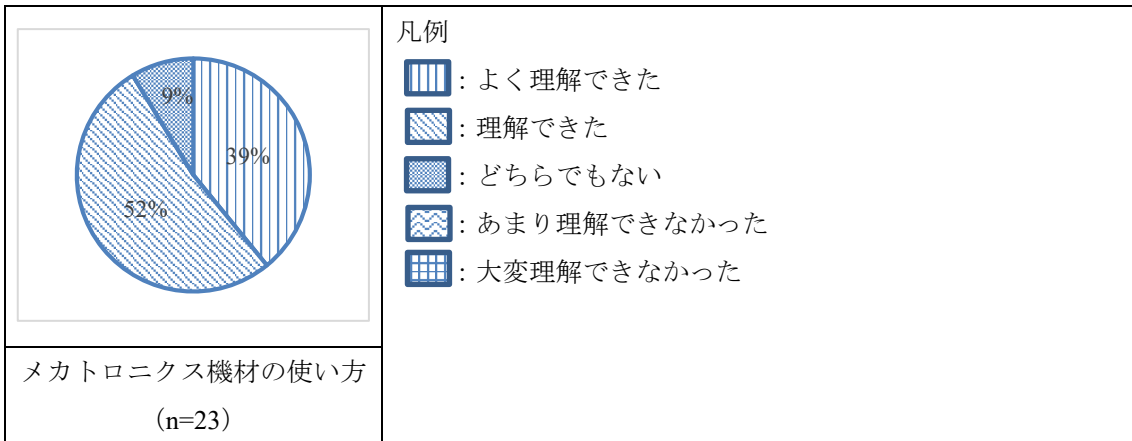 9%
39%
52%
メカトロニクス機材の使い方
（n=23）
凡例
：よく理解できた
：理解できた
：どちらでもない
：あまり理解できなかった
：大変理解できなかった